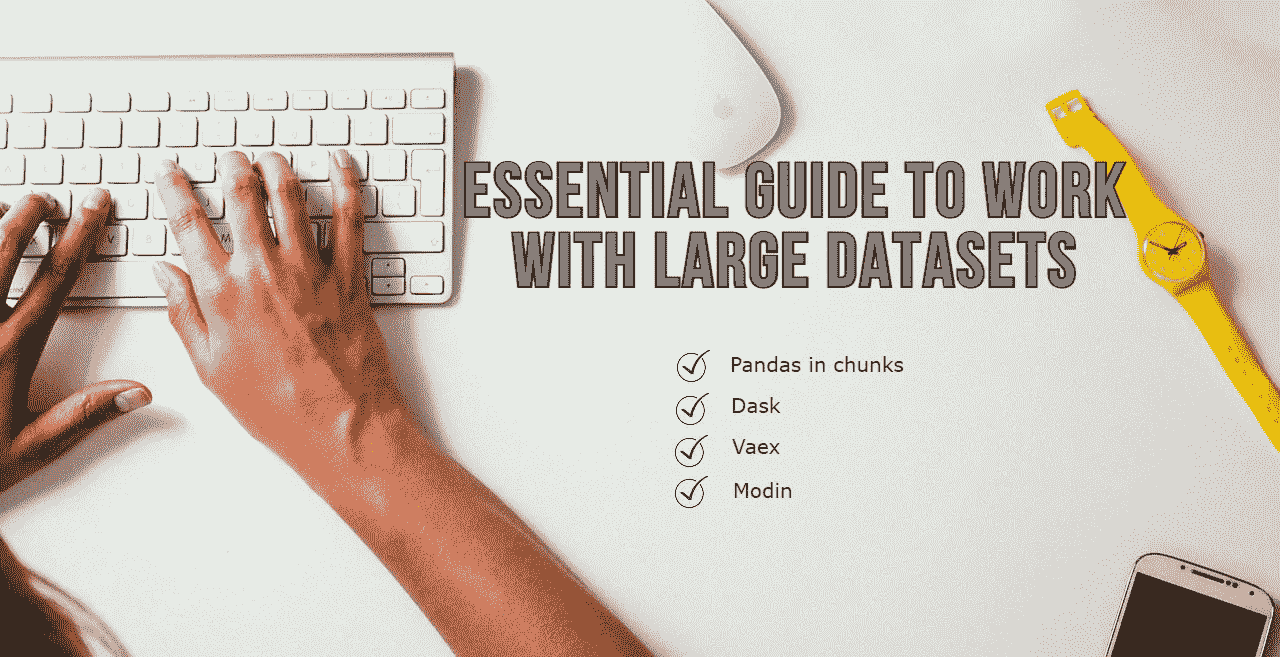 ESSENTIAL GUIDE TO WORK
WITH LARGE DATASETS
Pandas in chunks
Dask
Vaex
Modin